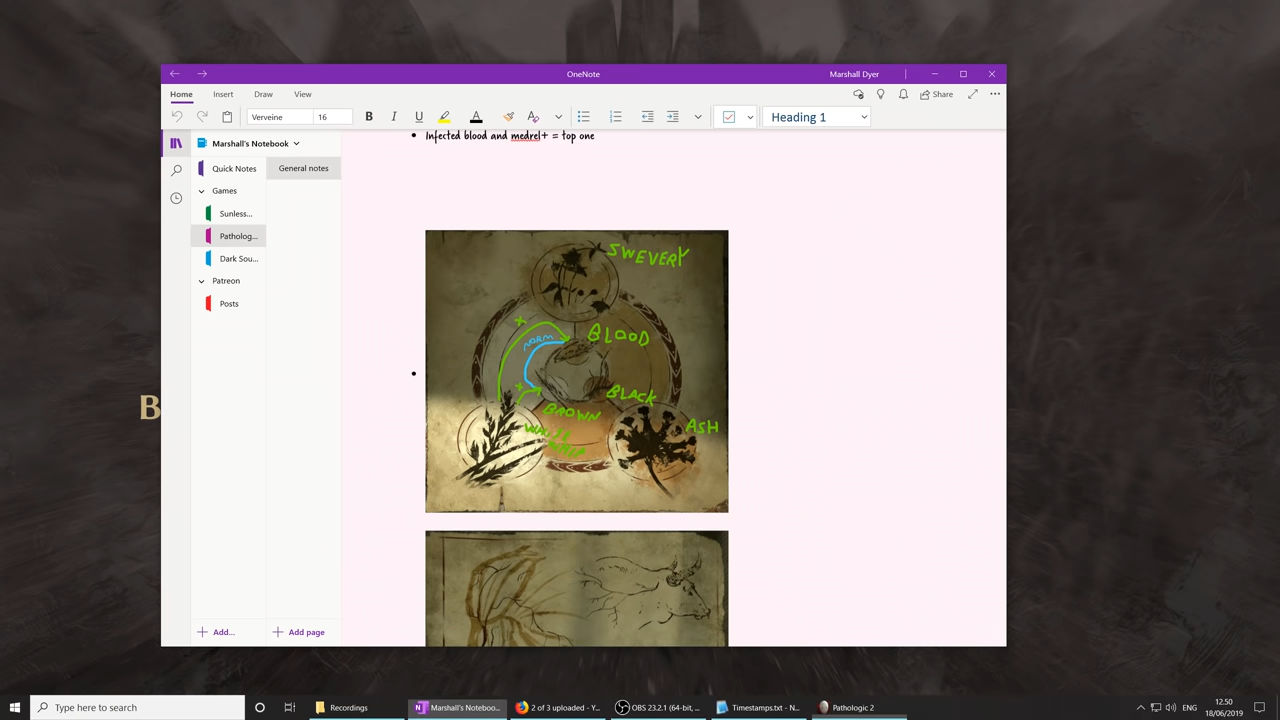 OneNote
Marshall Dyer
Home Insert Draw View
Share
Verveine 16 B I U A Heading 1
Infected blood and medrel+ = top one
Marshall's Notebook
Quick Notes
General notes
Games
Sunless...
Patholog...
Dark Sou...
Patreon
Posts
SWEVERY
BLOOD
NORM
BLACK
BROWN
ASH
WHIP
Add...
Add page
B
Type here to search
Recordings
Marshall's Noteboo...
2 of 3 uploaded - Y...
OBS 23.2.1 (64-bit, ...
Timestamps.txt - N...
Pathologic 2
ENG
12.50
18/06/2019